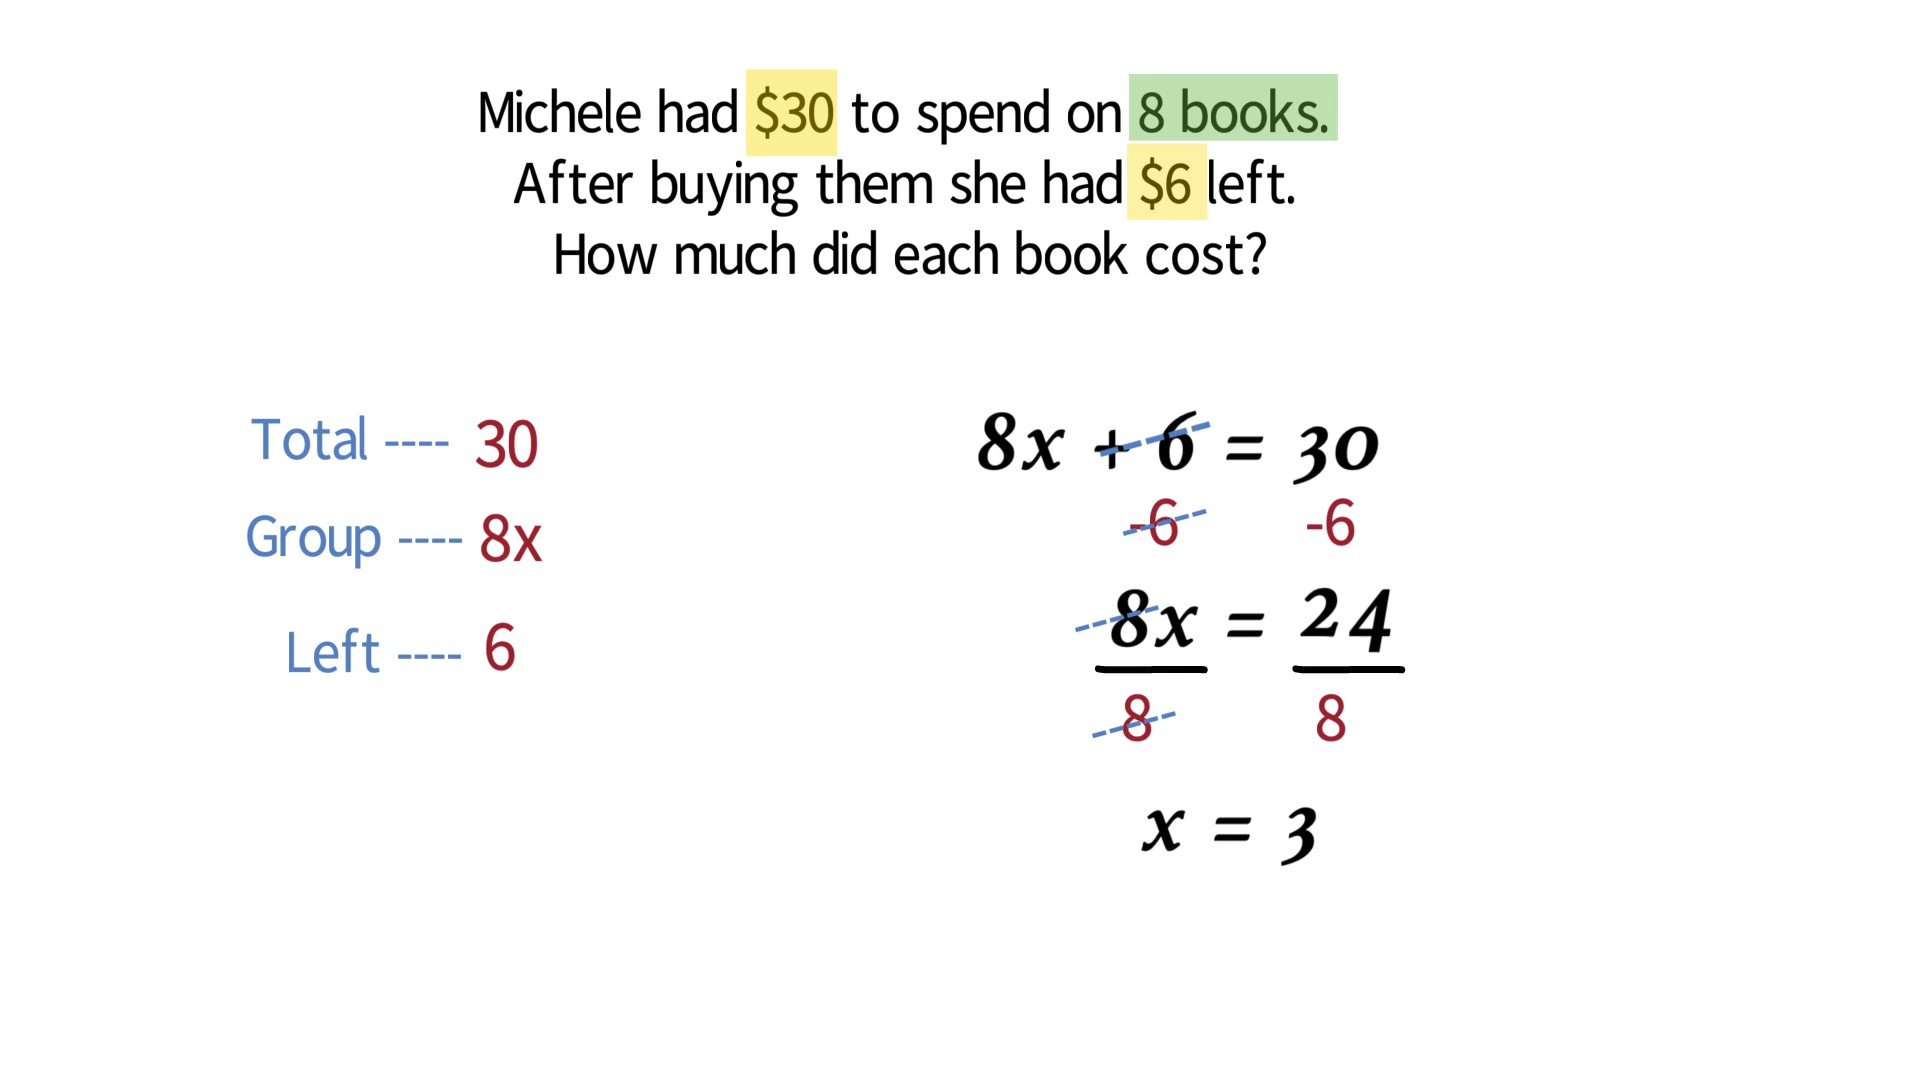 Michele had $30 to spend on 8 books.
After buying them she had $6 left.
How much did each book cost?
Total ---- 30
Group ---- 8x
Left ---- 6
8x + 6 = 30
-6 -6
8x = 24
8 8
x = 3